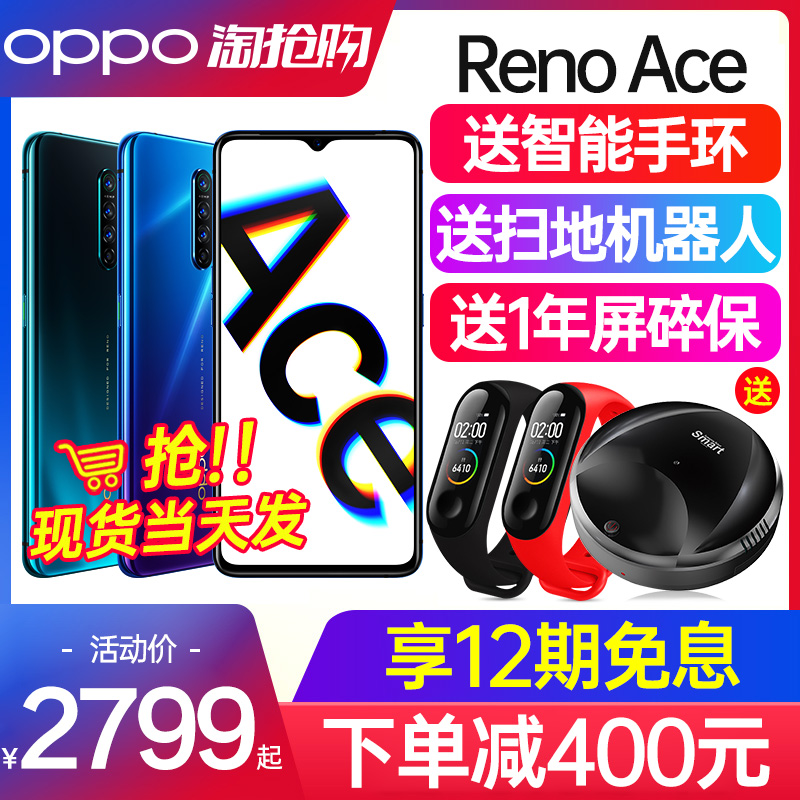 oppo 淘抢购
Reno Ace
送智能手环
送扫地机器人
送1年屏碎保
Ace
送
02:00
6410
02:00
6410
Smart
抢!!
现货当天发
- 活动价 -
¥2799起
享12期免息
下单减400元